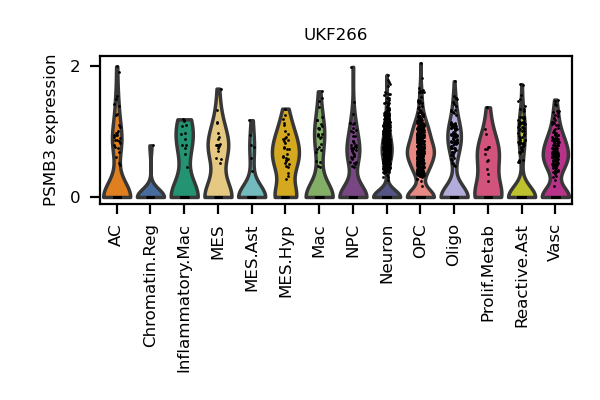 UKF266
PSMB3 expression
2
0
AC
Chromatin.Reg
Inflammatory.Mac
MES
MES.Ast
MES.Hyp
Mac
NPC
Neuron
OPC
Oligo
Prolif.Metab
Reactive.Ast
Vasc